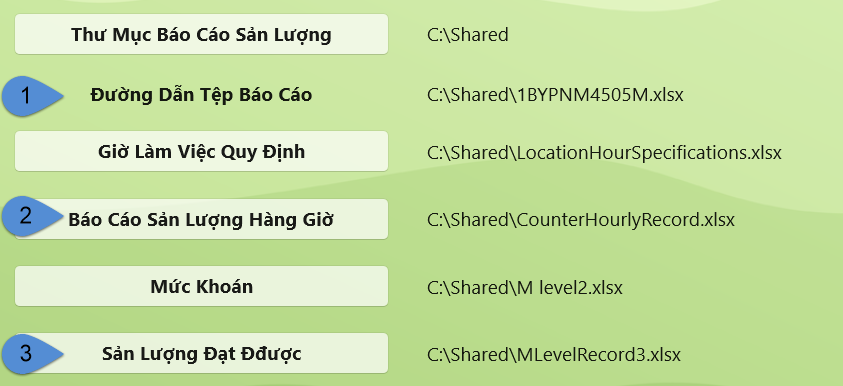 Thư Mục Báo Cáo Sản Lượng C:\Shared
1 Đường Dẫn Tệp Báo Cáo C:\Shared\1BYPNM4505M.xlsx
Giờ Làm Việc Quy Định C:\Shared\LocationHourSpecifications.xlsx
2 Báo Cáo Sản Lượng Hàng Giờ C:\Shared\CounterHourlyRecord.xlsx
Mức Khoán C:\Shared\M level2.xlsx
3 Sản Lượng Đạt Đđược C:\Shared\MLevelRecord3.xlsx